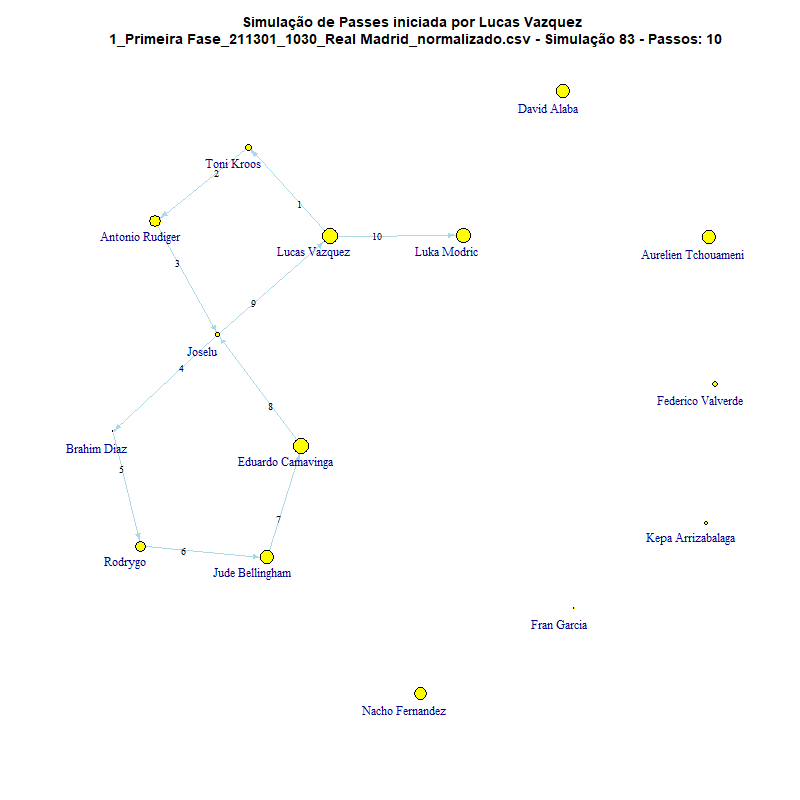 Simulação de Passes iniciada por Lucas Vazquez
1_Primeira Fase_211301_1030_Real Madrid_normalizado.csv - Simulação 83 - Passos: 10
David Alaba
Toni Kroos
2
1
Antonio Rudiger
Lucas Vazquez
10
Luka Modric
Aurelien Tchouameni
3
9
Joselu
4
Federico Valverde
8
Brahim Diaz
Eduardo Camavinga
5
7
Kepa Arrizabalaga
6
Rodrygo
Jude Bellingham
Fran Garcia
Nacho Fernandez